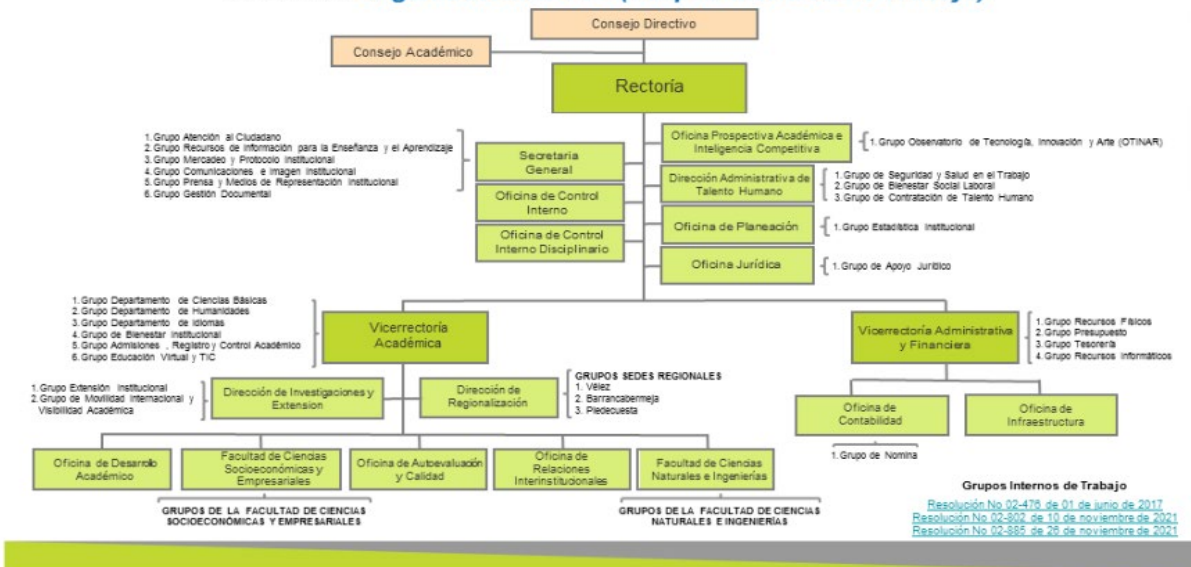 Consejo Directivo
Consejo Académico
Rectoría
1. Grupo Atención al Ciudadano
2. Grupo Recursos de Información para la Enseñanza y el Aprendizaje
3. Grupo Mercadeo y Protocolo Institucional
4. Grupo Comunicaciones e Imagen Institucional
5. Grupo Prensa y Medios de Representación Institucional
6. Grupo Gestión Documental
Secretaria
General
Oficina de Control
Interno
Oficina de Control
Interno Disciplinario
Oficina Prospectiva Académica e
Inteligencia Competitiva
1. Grupo Observatorio de Tecnología, Innovación y Arte (OTINAR)
Dirección Administrativa de
Talento Humano
1. Grupo de Seguridad y Salud en el Trabajo
2. Grupo de Bienestar Social Laboral
3. Grupo de Contratación de Talento Humano
Oficina de Planeación
1. Grupo Estadística Institucional
Oficina Jurídica
1. Grupo de Apoyo Jurídico
1. Grupo Departamento de Ciencias Básicas
2. Grupo Departamento de Humanidades
3. Grupo Departamento de Idiomas
4. Grupo de Bienestar Institucional
5. Grupo Admisiones , Registro y Control Académico
6. Grupo Educación Virtual y TIC
Vicerrectoría
Académica
Vicerrectoría Administrativa
y Financiera
1. Grupo Recursos Físicos
2. Grupo Presupuesto
3. Grupo Tesorería
4. Grupo Recursos Informáticos
1. Grupo Extensión Institucional
2. Grupo de Movilidad Internacional y
Visibilidad Académica
Dirección de Investigaciones y
Extension
Dirección de
Regionalización
GRUPOS SEDES REGIONALES
1. Vélez
2. Barrancabermeja
3. Piedecuesta
Oficina de
Contabilidad
1. Grupo de Nomina
Oficina de
Infraestructura
Oficina de Desarrollo
Académico
Facultad de Ciencias
Socioeconómicas y
Empresariales
Oficina de Autoevaluación
y Calidad
Oficina de
Relaciones
Interinstitucionales
Facultad de Ciencias
Naturales e Ingenierías
GRUPOS DE LA FACULTAD DE CIENCIAS
SOCIOECONÓMICAS Y EMPRESARIALES
GRUPOS DE LA FACULTAD DE CIENCIAS
NATURALES E INGENIERÍAS
Grupos Internos de Trabajo
Resolución No 02-476 de 01 de junio de 2017
Resolución No 02-802 de 10 de noviembre de 2021
Resolución No 02-885 de 26 de noviembre de 2021